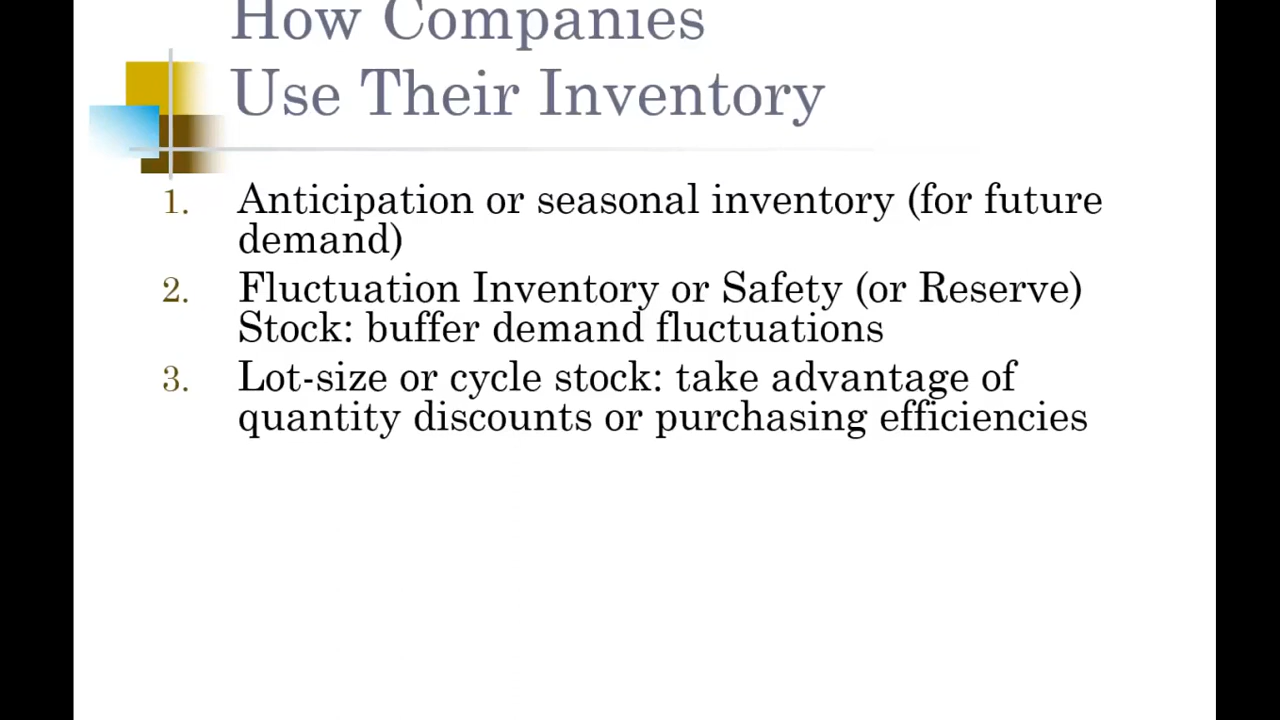 How Companies
Use Their Inventory
1. Anticipation or seasonal inventory (for future
demand)
2. Fluctuation Inventory or Safety (or Reserve)
Stock: buffer demand fluctuations
3. Lot-size or cycle stock: take advantage of
quantity discounts or purchasing efficiencies